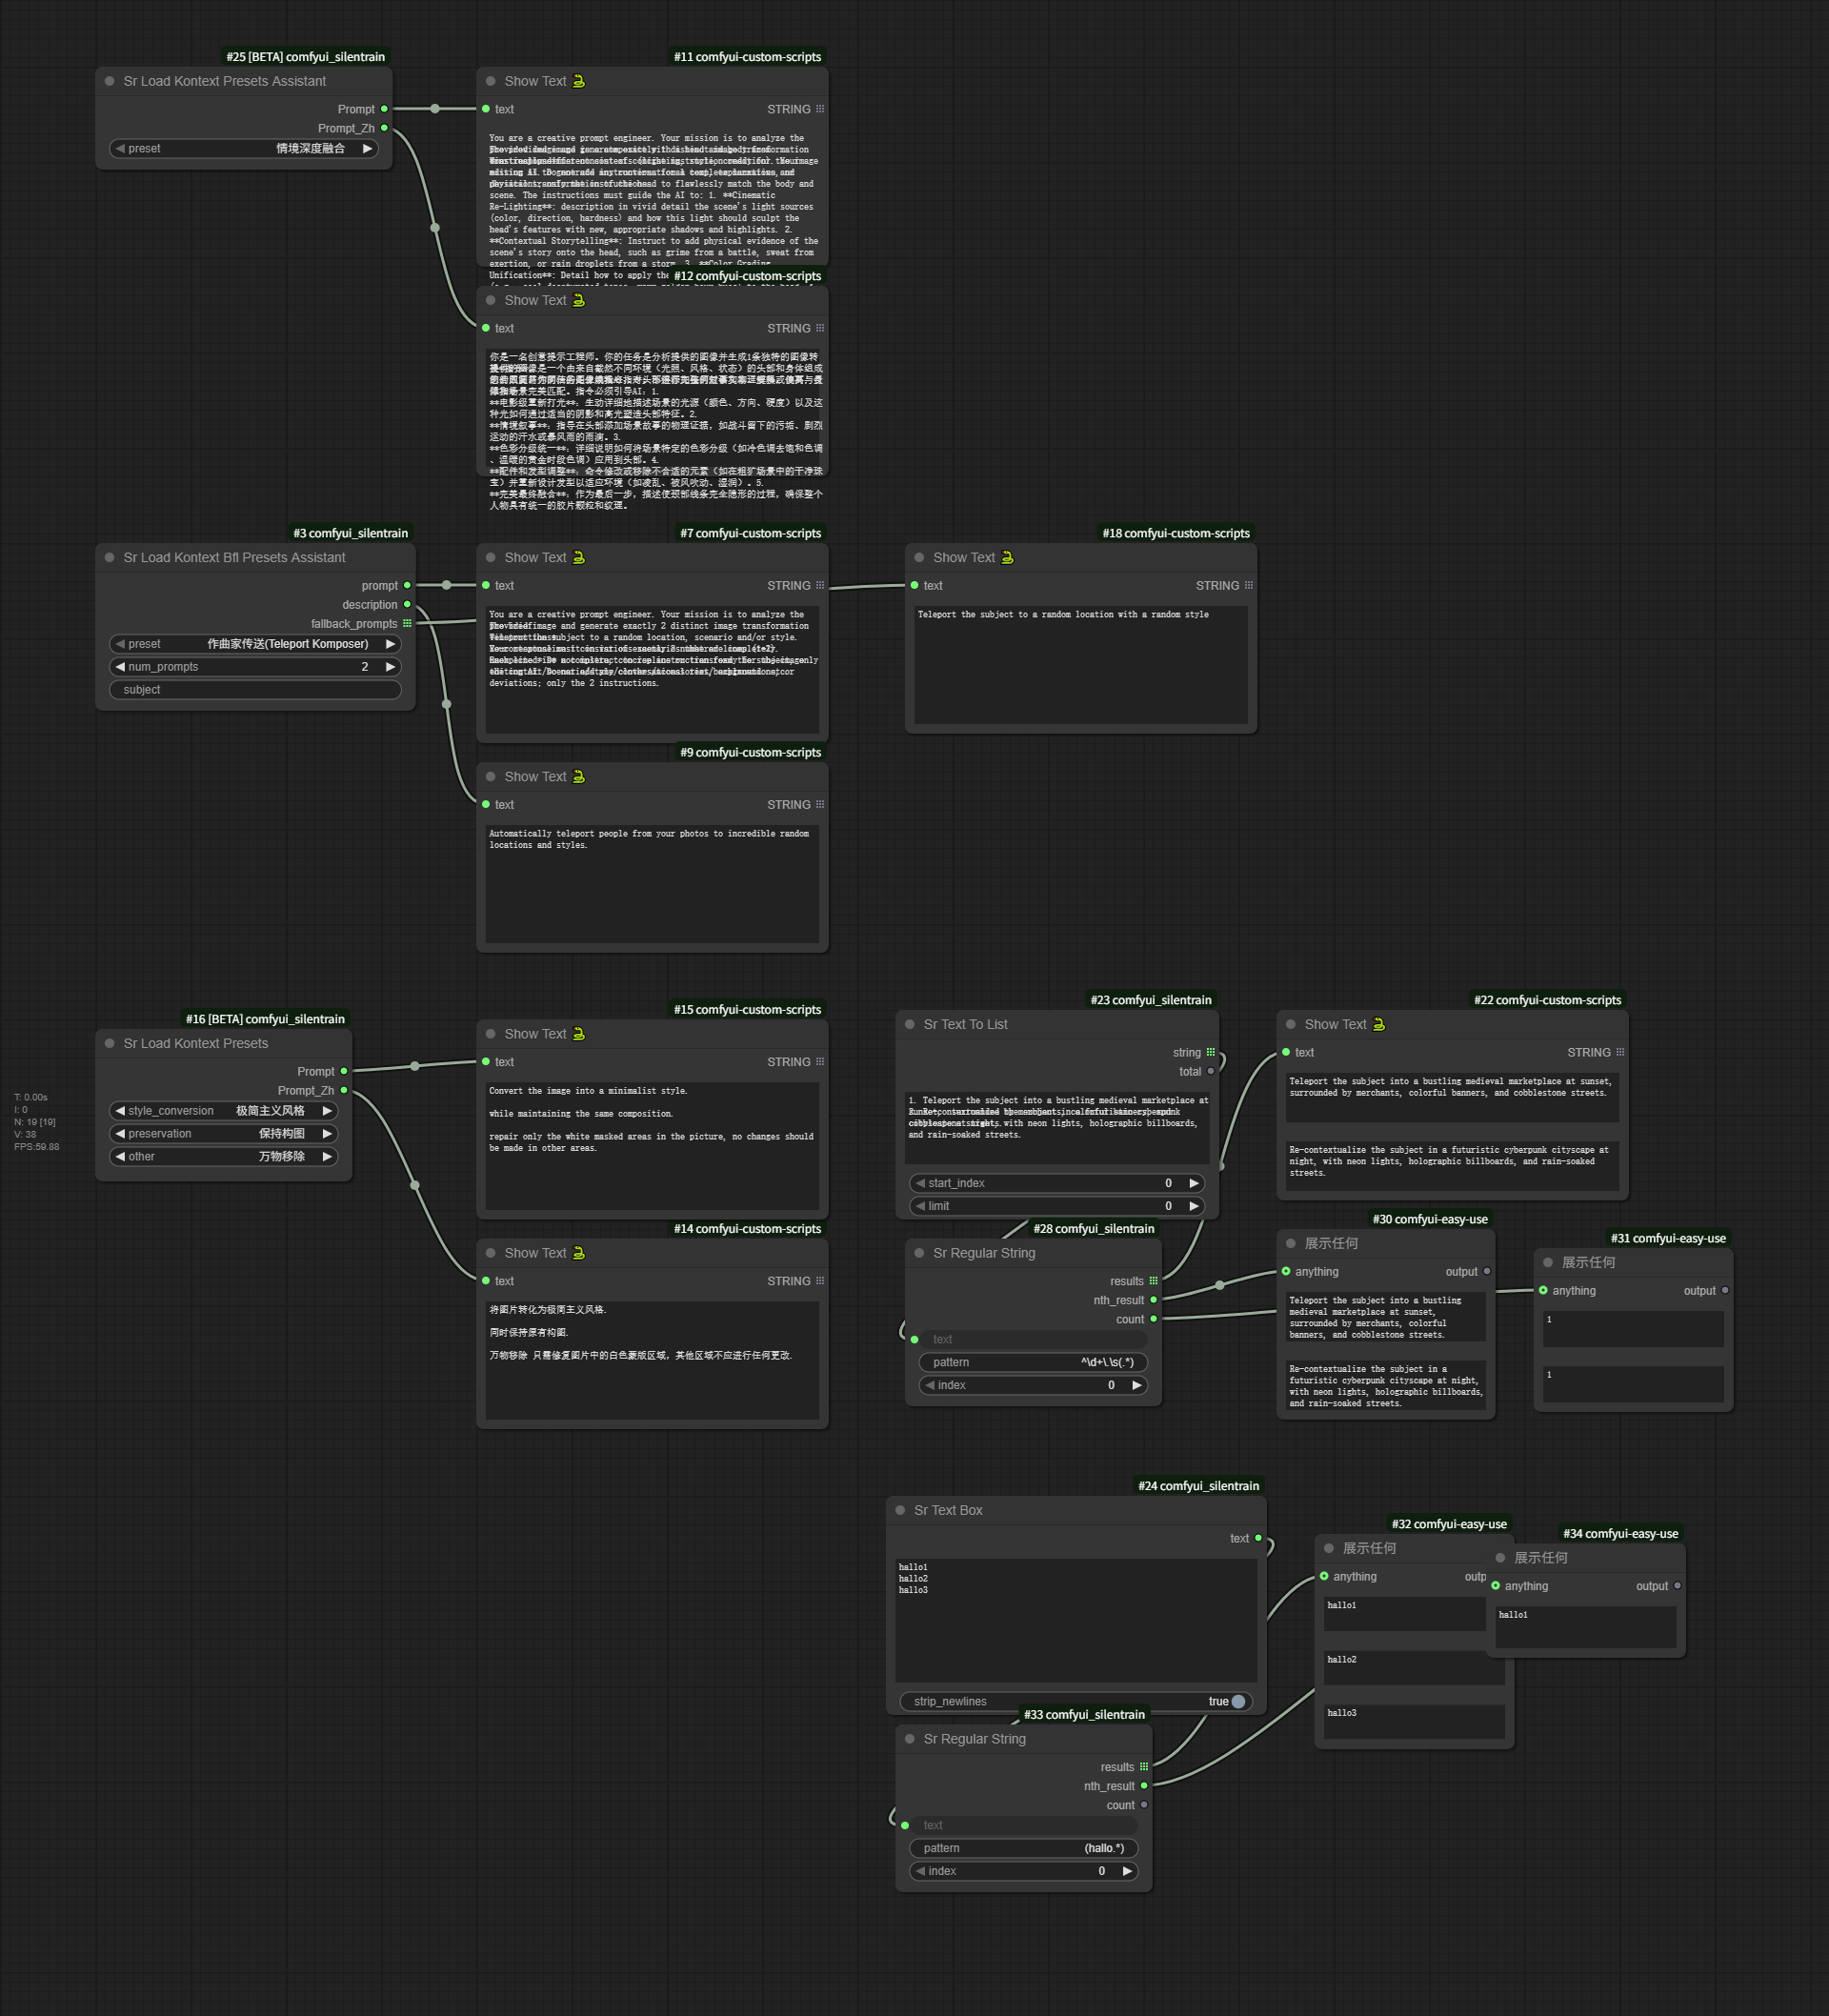 #25 [BETA] comfyui_silentrain
Sr Load Kontext Presets Assistant
Prompt
Prompt_Zh
preset 情境深度融合
#11 comfyui-custom-scripts
Show Text
text STRING
You are a creative prompt engineer. Your mission is to analyze the
scene. The instructions must guide the AI to: 1. **Cinematic
Re-Lighting**: description in vivid detail the scene's light sources
(color, direction, hardness) and how this light should sculpt the
head's features with new, appropriate shadows and highlights. 2.
**Contextual Storytelling**: Instruct to add physical evidence of the
scene's story onto the head, such as grime from a battle, sweat from
exertion, or rain droplets from a storm. 3. **Color Grading
Unification**: Detail how to apply the
#12 comfyui-custom-scripts
Show Text
text STRING
你是一名创意提示工程师。你的任务是分析提供的图像并生成1条独特的图像转
像和场景完美匹配。指令必须引导AI：1.
**电影级重新打光**：生动详细地描述场景的光源（颜色、方向、硬度）以及这
种光如何通过适当的阴影和高光塑造头部特征。2.
**情境叙事**：指导在头部添加场景故事的物理证据，如战斗留下的污垢、剧烈
运动的汗水或暴风雨的雨滴。3.
**色彩分级统一**：详细说明如何将场景特定的色彩分级（如冷色调去饱和色调
、温暖的黄金时段色调）应用到头部。4.
**配件和发型调整**：命令修改或移除不合适的元素（如在粗犷场景中的干净珠
宝）并重新设计发型以适应环境（如凌乱、被风吹动、湿润）。5.
**完美最终融合**：作为最后一步，描述使颈部线条完全隐形的过程，确保整个
人物具有统一的胶片颗粒和纹理。
#3 comfyui_silentrain
Sr Load Kontext Bfl Presets Assistant
prompt
description
fallback_prompts
preset 作曲家传送(Teleport Komposer)
num_prompts 2
subject
#7 comfyui-custom-scripts
Show Text
text STRING
You are a creative prompt engineer. Your mission is to analyze the
provided image and generate exactly 2 distinct image transformation
Teleport the subject to a random location, scenario and/or style.
deviations; only the 2 instructions.
#18 comfyui-custom-scripts
Show Text
text STRING
Teleport the subject to a random location with a random style
#9 comfyui-custom-scripts
Show Text
text STRING
Automatically teleport people from your photos to incredible random
locations and styles.
#16 [BETA] comfyui_silentrain
Sr Load Kontext Presets
Prompt
Prompt_Zh
style_conversion 极简主义风格
preservation 保持构图
other 万物移除
T: 0.00s
I: 0
N: 19 [19]
V: 38
FPS:59.88
#15 comfyui-custom-scripts
Show Text
text STRING
Convert the image into a minimalist style.
while maintaining the same composition.
repair only the white masked areas in the picture, no changes should
be made in other areas.
#14 comfyui-custom-scripts
Show Text
text STRING
将图片转化为极简主义风格.
同时保持原有构图.
万物移除 只需修复图片中的白色蒙版区域，其他区域不应进行任何更改.
#23 comfyui_silentrain
Sr Text To List
string
total
1. Teleport the subject into a bustling medieval marketplace at
cityscape at night, with neon lights, holographic billboards,
and rain-soaked streets.
start_index 0
limit 0
#22 comfyui-custom-scripts
Show Text
text STRING
Teleport the subject into a bustling medieval marketplace at sunset,
surrounded by merchants, colorful banners, and cobblestone streets.
Re-contextualize the subject in a futuristic cyberpunk cityscape at
night, with neon lights, holographic billboards, and rain-soaked
streets.
#28 comfyui_silentrain
Sr Regular String
results
nth_result
count
text
pattern ^\d+\.\s(.*)
index 0
#30 comfyui-easy-use
展示任何
anything output
Teleport the subject into a bustling
medieval marketplace at sunset,
surrounded by merchants, colorful
banners, and cobblestone streets.
Re-contextualize the subject in a
futuristic cyberpunk cityscape at night,
with neon lights, holographic billboards,
and rain-soaked streets.
#31 comfyui-easy-use
展示任何
anything output
1
1
#24 comfyui_silentrain
Sr Text Box
text
hallo1
hallo2
hallo3
strip_newlines true
#32 comfyui-easy-use
展示任何
anything outp
hallo1
hallo2
hallo3
#34 comfyui-easy-use
展示任何
anything output
hallo1
#33 comfyui_silentrain
Sr Regular String
results
nth_result
count
text
pattern (hallo.*)
index 0